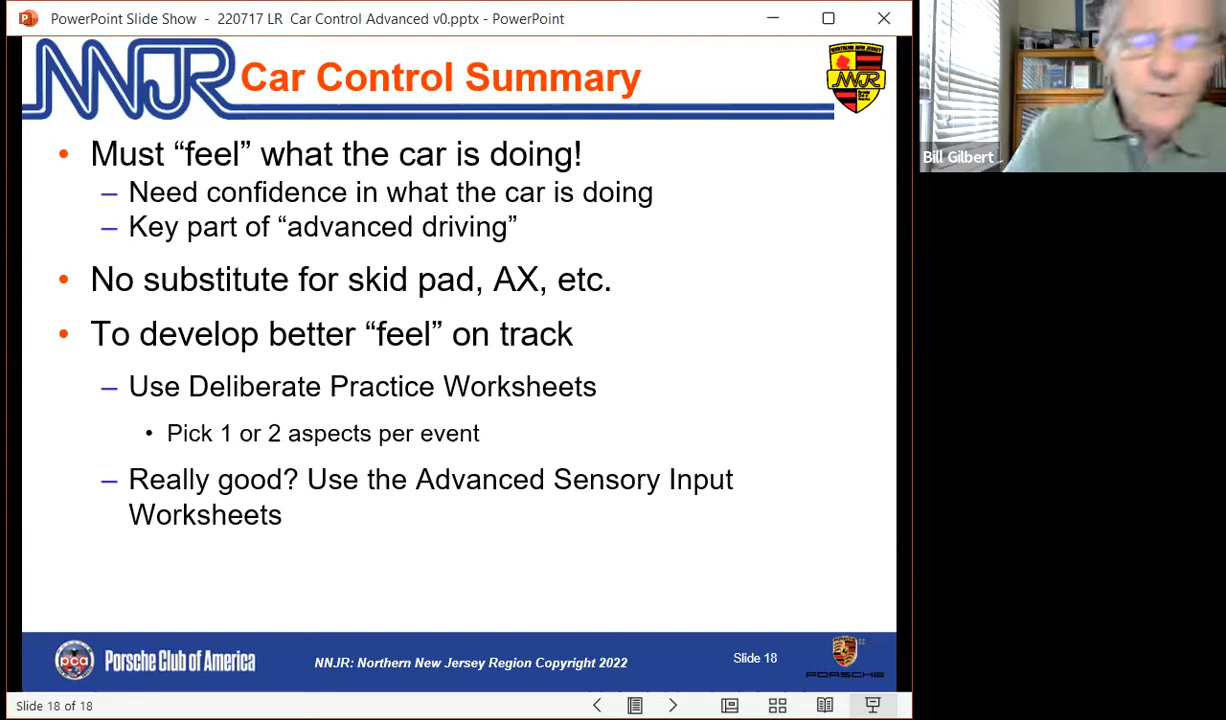 PowerPoint Slide Show - 220717 LR Car Control Advanced v0.pptx - PowerPoint
NNJR Car Control Summary
NNJR
• Must “feel” what the car is doing!
– Need confidence in what the car is doing
– Key part of “advanced driving”
• No substitute for skid pad, AX, etc.
• To develop better “feel” on track
– Use Deliberate Practice Worksheets
• Pick 1 or 2 aspects per event
– Really good? Use the Advanced Sensory Input
Worksheets
pca Porsche Club of America
NNJR: Northern New Jersey Region Copyright 2022
Slide 18
PORSCHE
Slide 18 of 18
Bill Gilbert